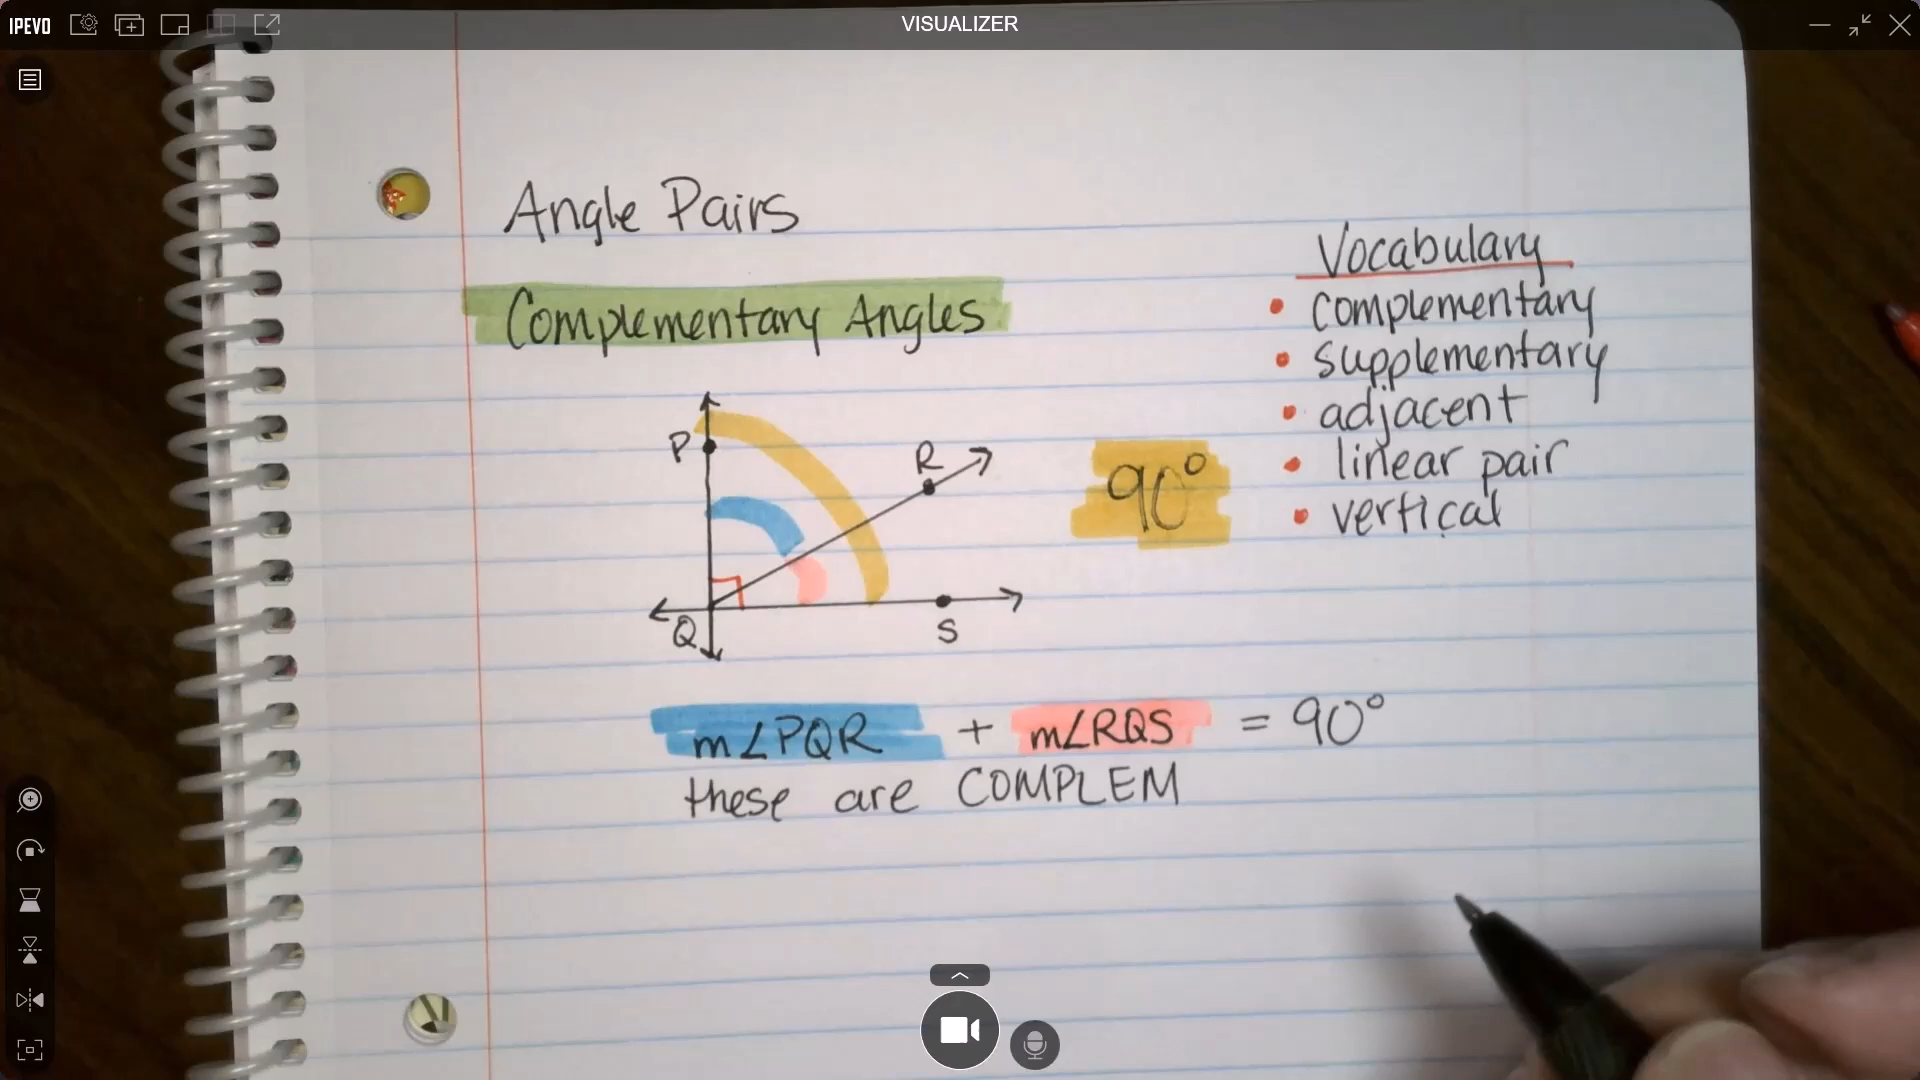 IPEVO
VISUALIZER
Angle Pairs
Complementary Angles
P
R
Q
S
90°
Vocabulary
• complementary
• supplementary
• adjacent
• linear pair
• vertical
m∠PQR + m∠RQS = 90°
these are COMPLEM